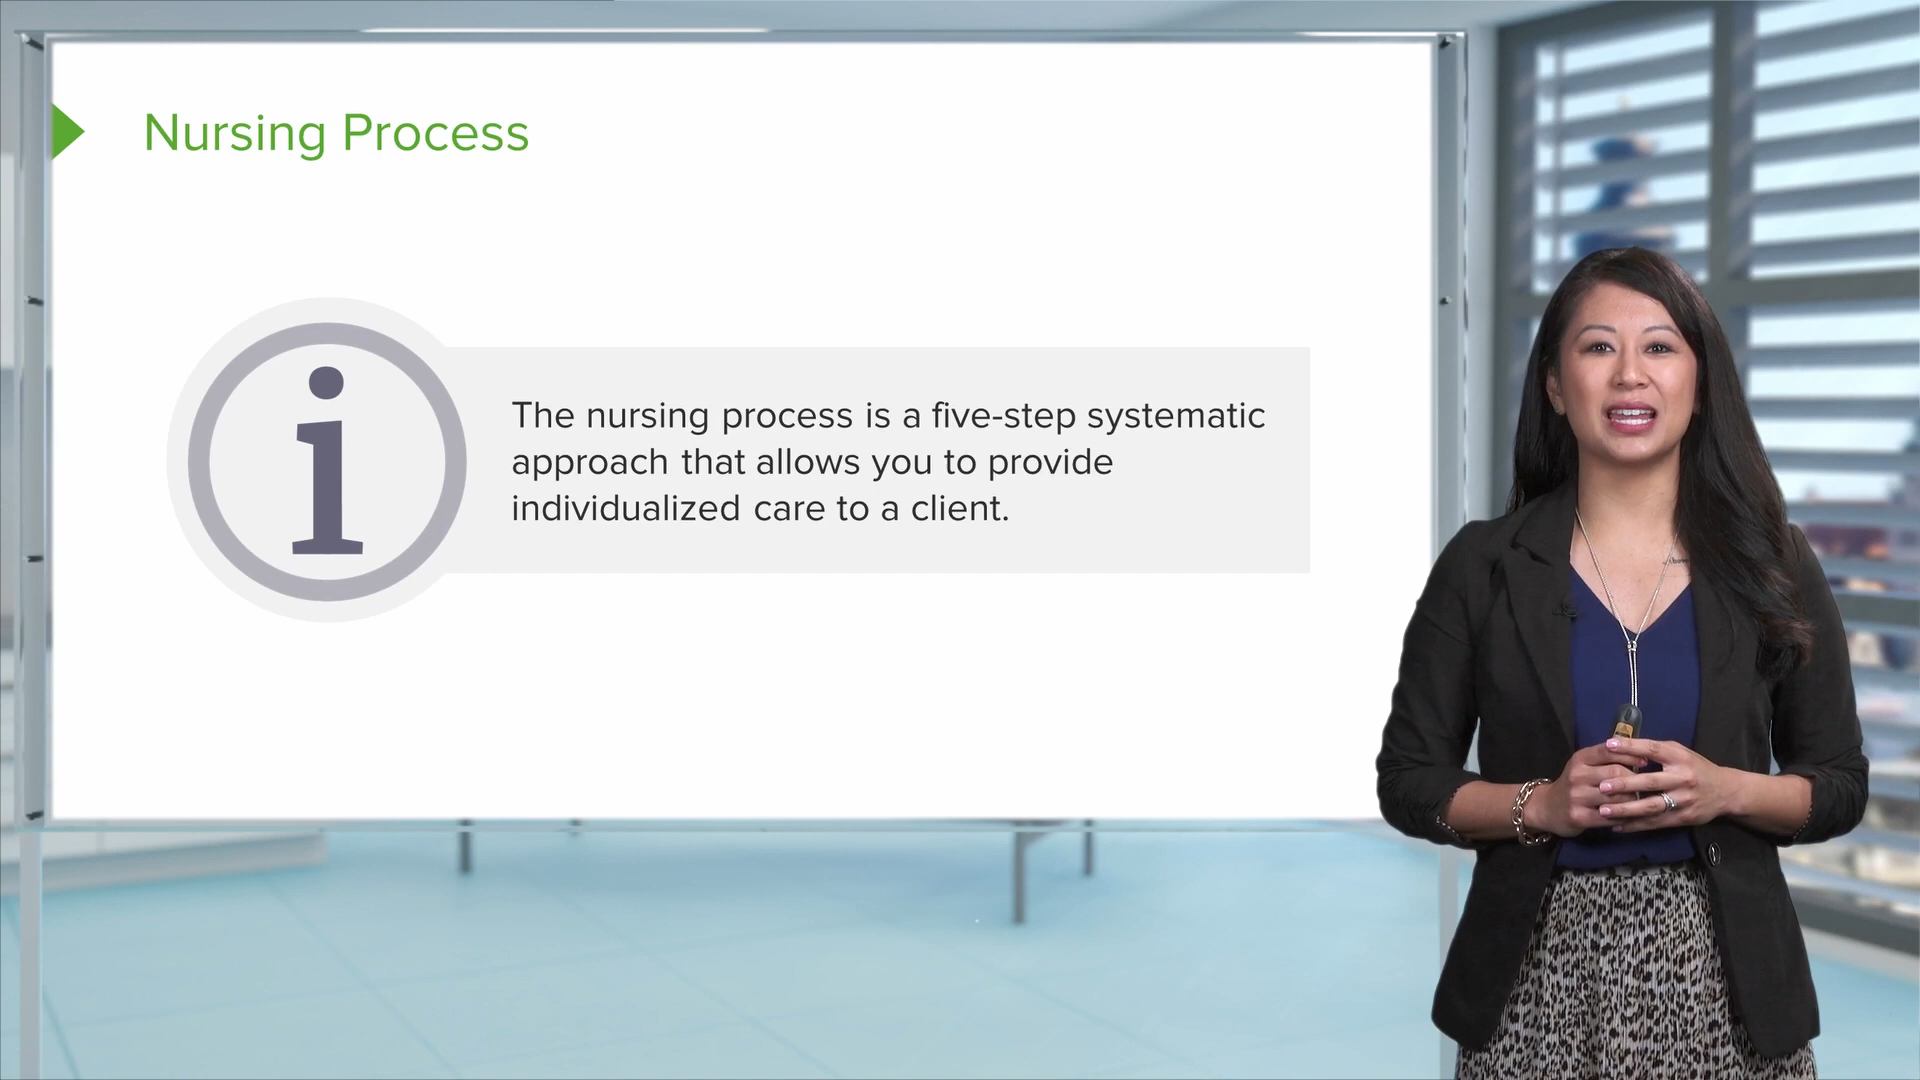 Nursing Process
i
The nursing process is a five-step systematic
approach that allows you to provide
individualized care to a client.